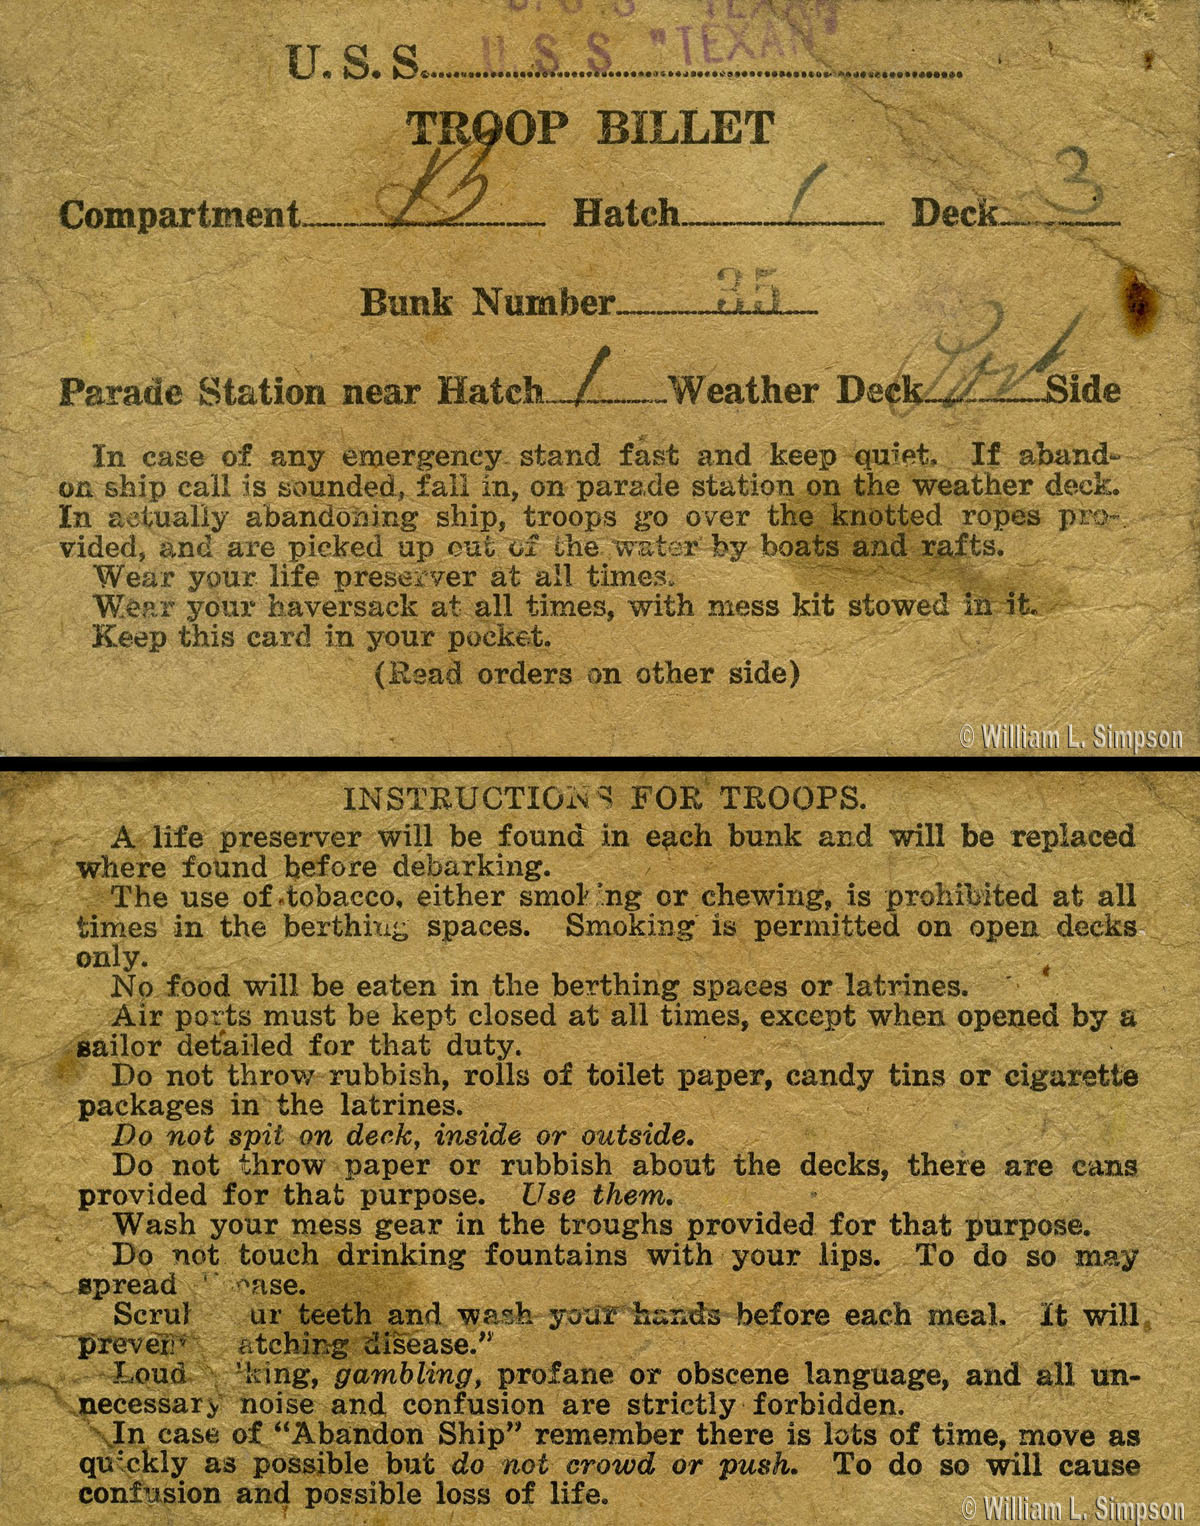 U. S. S. U S S "TEXAN"
TROOP BILLET
Compartment B Hatch 1 Deck 3
Bunk Number 35
Parade Station near Hatch 1 Weather Deck Port Side
In case of any emergency stand fast and keep quiet. If aband-
on ship call is sounded, fall in, on parade station on the weather deck.
In actually abandoning ship, troops go over the knotted ropes pro-
vided, and are picked up out of the water by boats and rafts.
Wear your life preserver at all times.
Wear your haversack at all times, with mess kit stowed in it.
Keep this card in your pocket.
(Read orders on other side)
© William L. Simpson
INSTRUCTIONS FOR TROOPS.
A life preserver will be found in each bunk and will be replaced
where found before debarking.
The use of tobacco, either smoking or chewing, is prohibited at all
times in the berthing spaces. Smoking is permitted on open decks
only.
No food will be eaten in the berthing spaces or latrines.
Air ports must be kept closed at all times, except when opened by a
sailor detailed for that duty.
Do not throw rubbish, rolls of toilet paper, candy tins or cigarette
packages in the latrines.
Do not spit on deck, inside or outside.
Do not throw paper or rubbish about the decks, there are cans
provided for that purpose. Use them.
Wash your mess gear in the troughs provided for that purpose.
Do not touch drinking fountains with your lips. To do so may
spread ease.
Scrub ur teeth and wash your hands before each meal. It will
prevent atching disease."
Loud king, gambling, profane or obscene language, and all un-
necessary noise and confusion are strictly forbidden.
In case of "Abandon Ship" remember there is lots of time, move as
quickly as possible but do not crowd or push. To do so will cause
confusion and possible loss of life.
© William L. Simpson